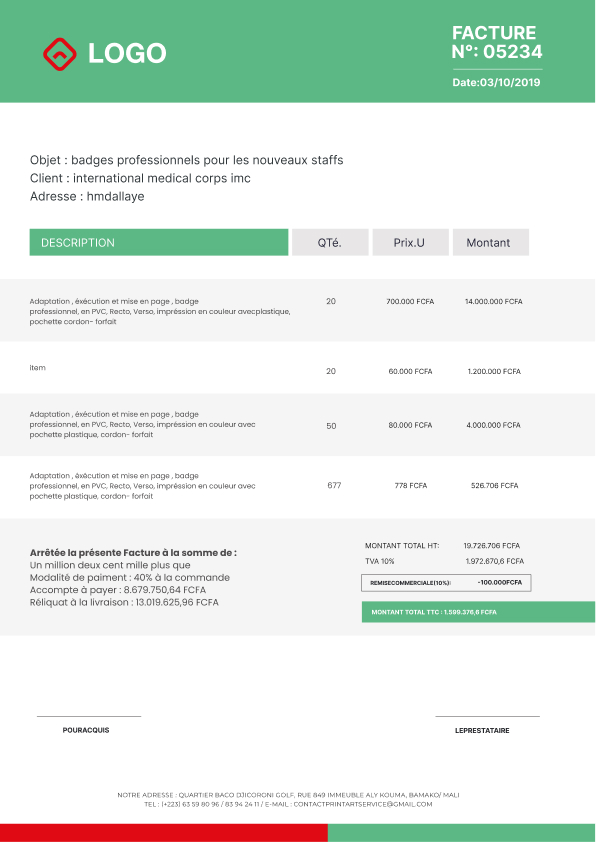 LOGO
FACTURE
N°: 05234
Date:03/10/2019
Objet : badges professionnels pour les nouveaux staffs
Client : international medical corps imc
Adresse : hmdallaye
DESCRIPTION QTé. Prix.U Montant
Adaptation , éxécution et mise en page , badge
professionnel, en PVC, Recto, Verso, impréssion en couleur avecplastique,
pochette cordon- forfait
20 700.000 FCFA 14.000.000 FCFA
item
20 60.000 FCFA 1.200.000 FCFA
Adaptation , éxécution et mise en page , badge
professionnel, en PVC, Recto, Verso, impréssion en couleur avec
pochette plastique, cordon- forfait
50 80.000 FCFA 4.000.000 FCFA
Adaptation , éxécution et mise en page , badge
professionnel, en PVC, Recto, Verso, impréssion en couleur avec
pochette plastique, cordon- forfait
677 778 FCFA 526.706 FCFA
Arrêtée la présente Facture à la somme de :
Un million deux cent mille plus que
Modalité de paiment : 40% à la commande
Accompte à payer : 8.679.750,64 FCFA
Réliquat à la livraison : 13.019.625,96 FCFA
MONTANT TOTAL HT: 19.726.706 FCFA
TVA 10% 1.972.670,6 FCFA
REMISECOMMERCIALE(10%): -100.000FCFA
MONTANT TOTAL TTC : 1.599.376,6 FCFA
POURACQUIS
LEPRESTATAIRE
NOTRE ADRESSE : QUARTIER BACO DJICORONI GOLF, RUE 849 IMMEUBLE ALY KOUMA, BAMAKO/ MALI
TEL : (+223) 63 59 80 96 / 83 94 24 11 / E-MAIL : CONTACTPRINTARTSERVICE@GMAIL.COM